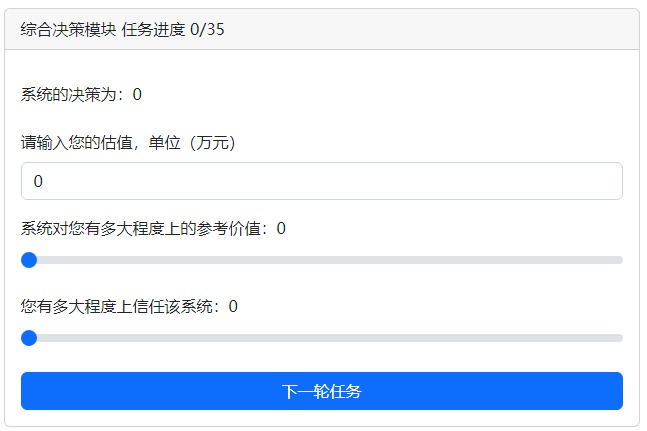 综合决策模块 任务进度 0/35
系统的决策为：0
请输入您的估值，单位（万元）
0
系统对您有多大程度上的参考价值：0
您有多大程度上信任该系统：0
下一轮任务